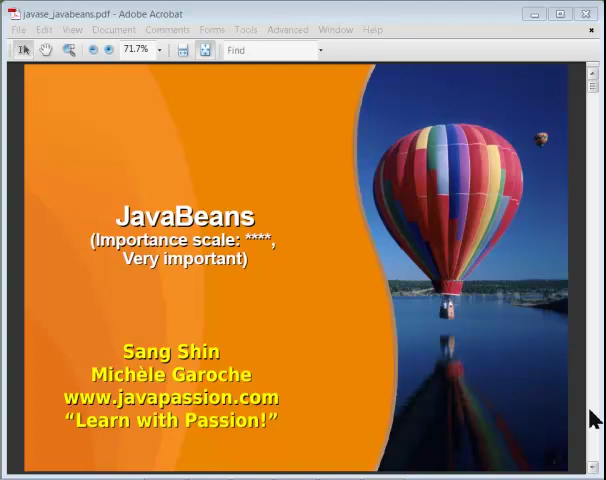 javase_javabeans.pdf - Adobe Acrobat
File Edit View Document Comments Forms Tools Advanced Window Help
71.7% Find
JavaBeans
(Importance scale: ****,
Very important)
Sang Shin
Michèle Garoche
www.javapassion.com
“Learn with Passion!”